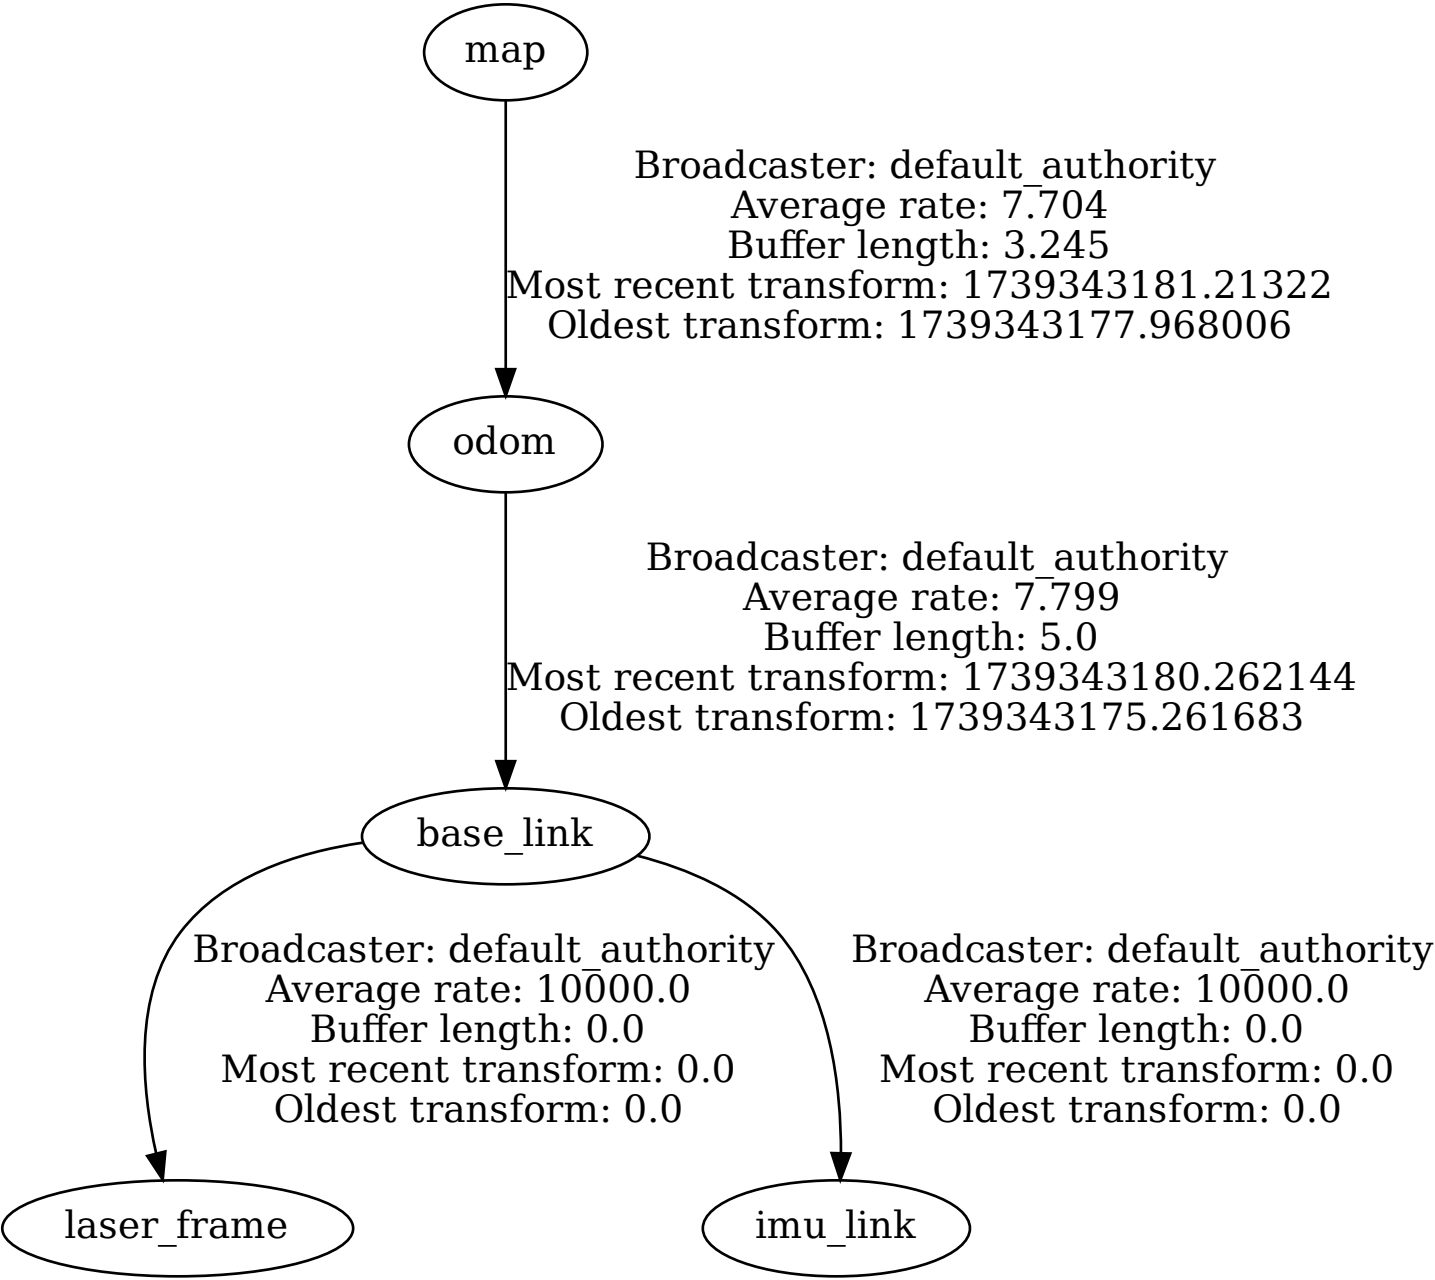 map
Broadcaster: default_authority
Average rate: 7.704
Buffer length: 3.245
Most recent transform: 1739343181.21322
Oldest transform: 1739343177.968006
odom
Broadcaster: default_authority
Average rate: 7.799
Buffer length: 5.0
Most recent transform: 1739343180.262144
Oldest transform: 1739343175.261683
base_link
Broadcaster: default_authority
Average rate: 10000.0
Buffer length: 0.0
Most recent transform: 0.0
Oldest transform: 0.0
Broadcaster: default_authority
Average rate: 10000.0
Buffer length: 0.0
Most recent transform: 0.0
Oldest transform: 0.0
laser_frame
imu_link